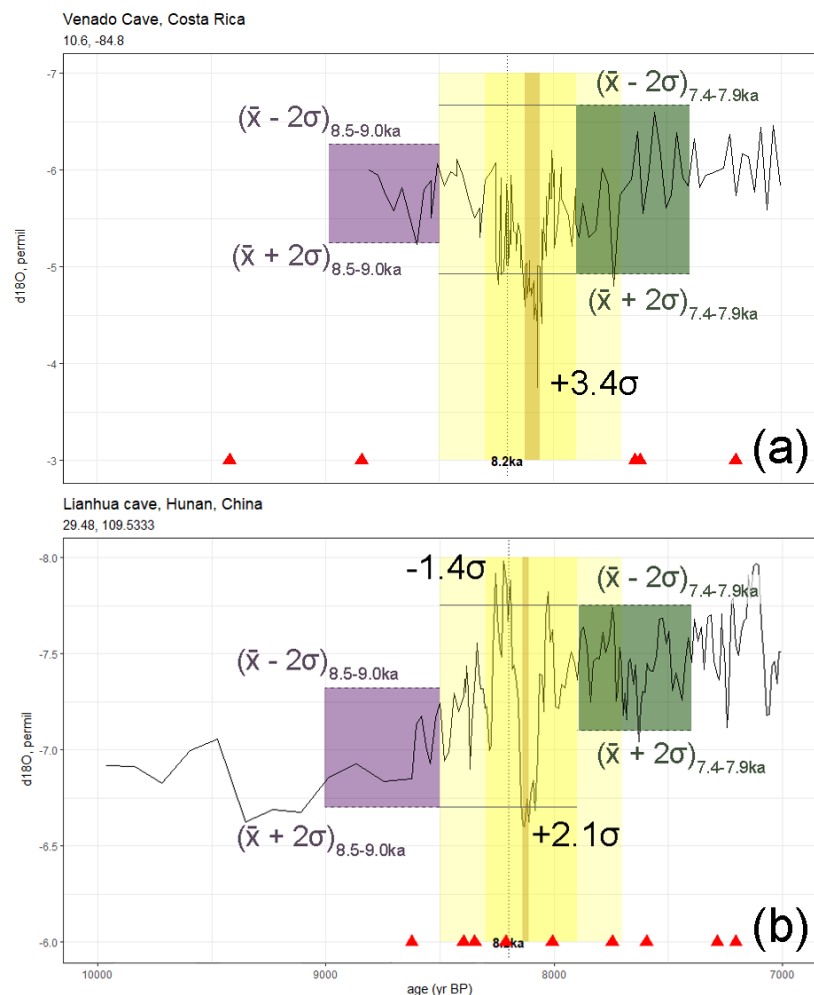 Venado Cave, Costa Rica
10.6, -84.8
-7
-6
-5
-4
-3
d18O, permil
(x̄ - 2σ)8.5-9.0ka
(x̄ + 2σ)8.5-9.0ka
(x̄ - 2σ)7.4-7.9ka
(x̄ + 2σ)7.4-7.9ka
+3.4σ
8.2ka
(a)
Lianhua cave, Hunan, China
29.48, 109.5333
-8.0
-7.5
-7.0
-6.5
-6.0
d18O, permil
-1.4σ
(x̄ - 2σ)8.5-9.0ka
(x̄ + 2σ)8.5-9.0ka
(x̄ - 2σ)7.4-7.9ka
(x̄ + 2σ)7.4-7.9ka
+2.1σ
8.2ka
(b)
10000
9000
8000
7000
age (yr BP)